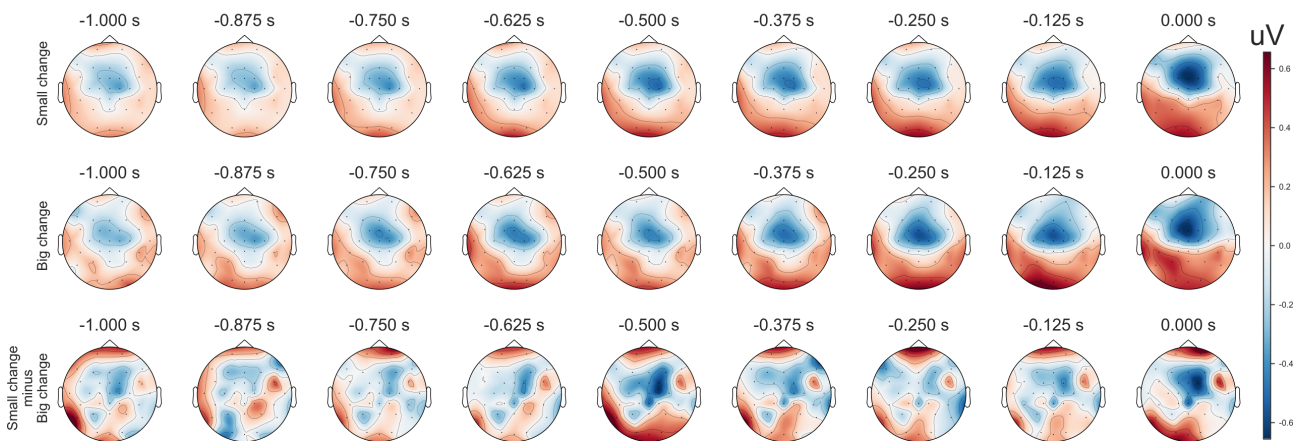 -1.000 s -0.875 s -0.750 s -0.625 s -0.500 s -0.375 s -0.250 s -0.125 s 0.000 s
uV
Small change
0.6
0.4
0.2
0.0
-0.2
-0.4
-0.6
-1.000 s -0.875 s -0.750 s -0.625 s -0.500 s -0.375 s -0.250 s -0.125 s 0.000 s
Big change
-1.000 s -0.875 s -0.750 s -0.625 s -0.500 s -0.375 s -0.250 s -0.125 s 0.000 s
Small change
minus
Big change